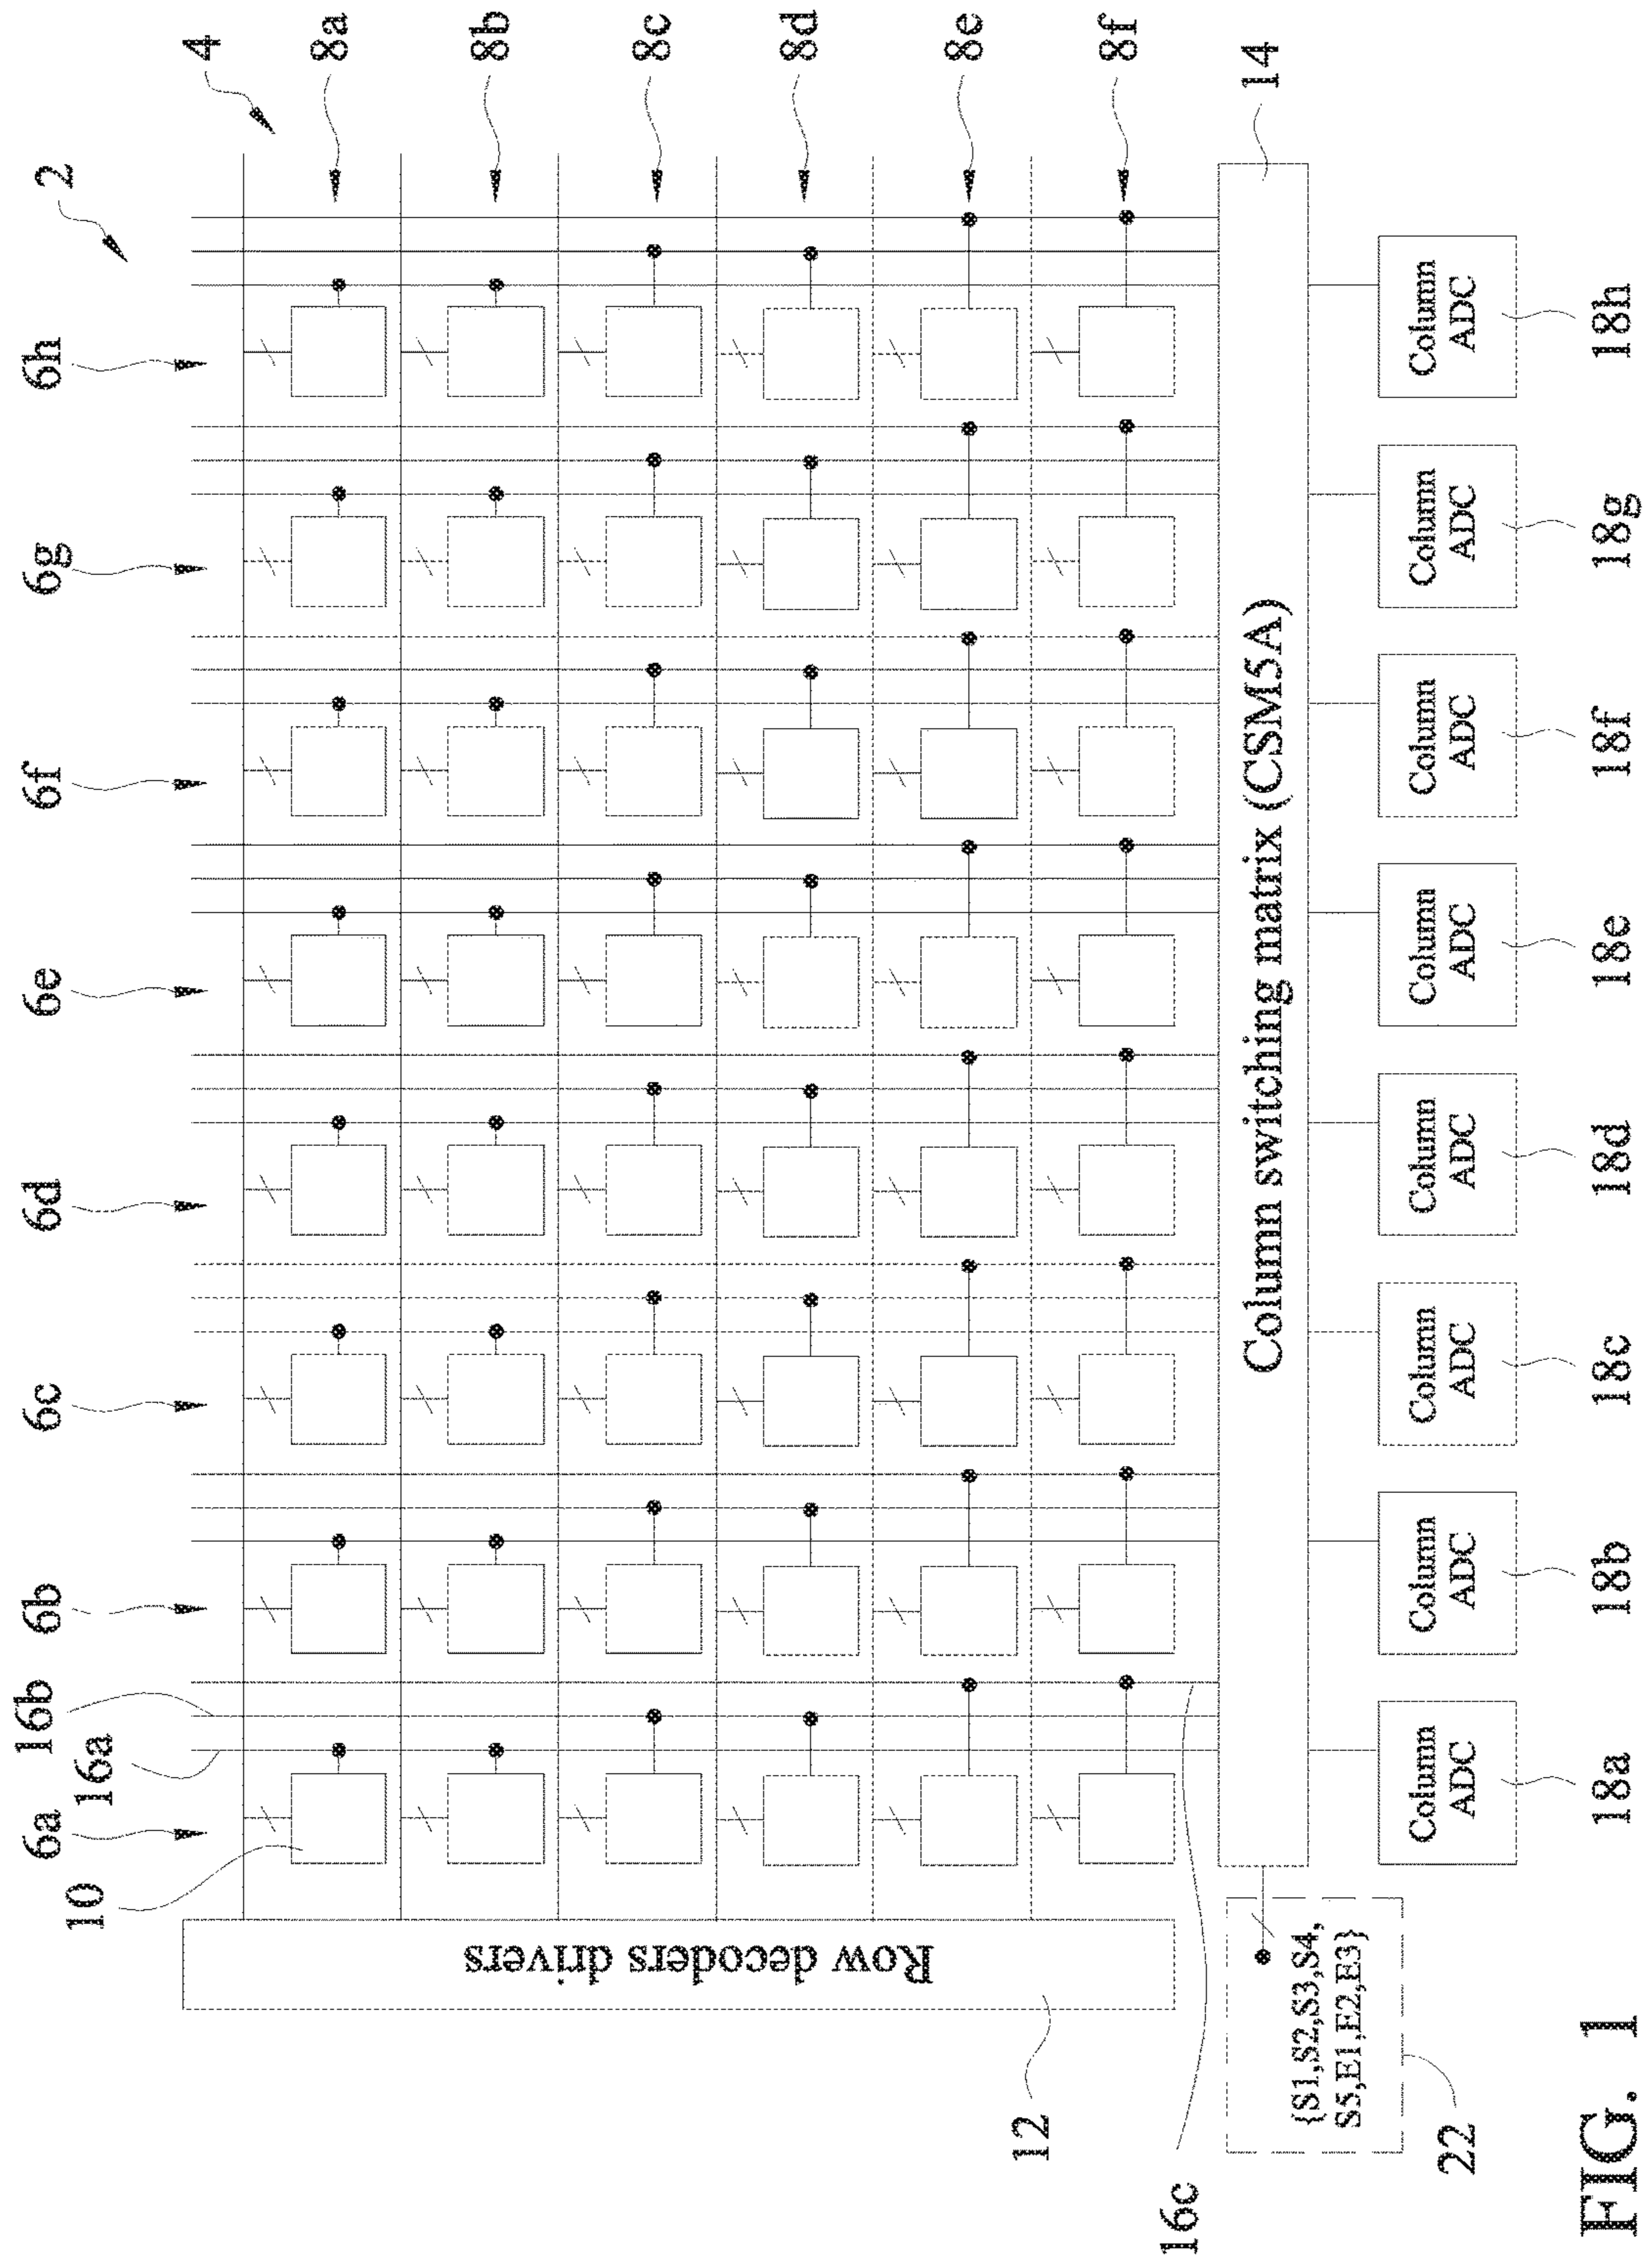 2
4
6a
6b
6c
6d
6e
6f
6g
6h
10
16a
16b
8a
8b
8c
8d
8e
8f
Row decoders drivers
12
16c
Column switching matrix (CSM5A)
14
{S1,S2,S3,S4,
S5,E1,E2,E3}
22
Column
ADC
Column
ADC
Column
ADC
Column
ADC
Column
ADC
Column
ADC
Column
ADC
Column
ADC
18a
18b
18c
18d
18e
18f
18g
18h
FIG. 1